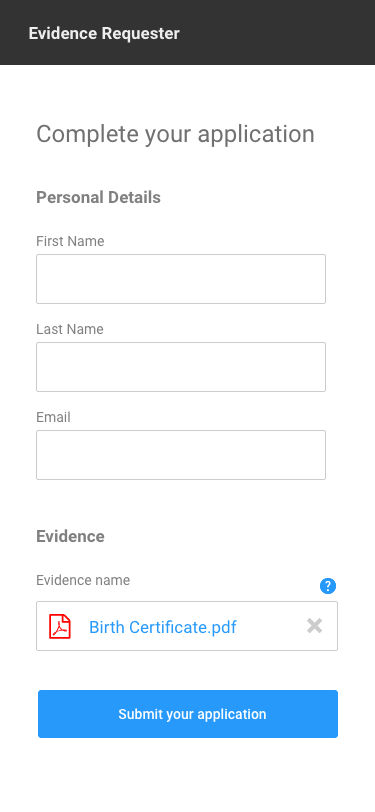 Evidence Requester
Complete your application
Personal Details
First Name
Last Name
Email
Evidence
Evidence name
?
Birth Certificate.pdf
Submit your application